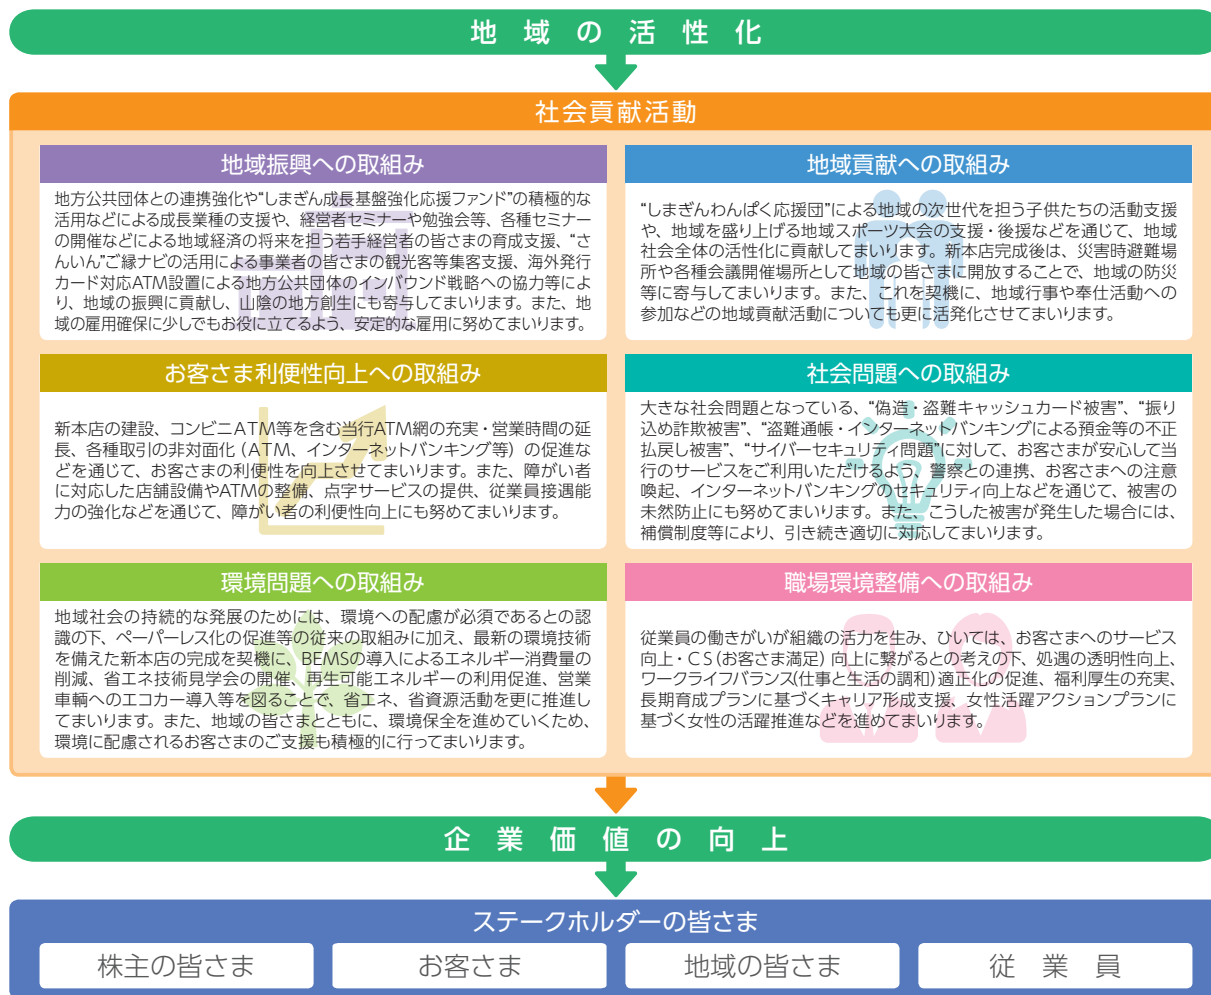 地域の活性化
社会貢献活動
地域振興への取組み
地方公共団体との連携強化や“しまぎん成長基盤強化応援ファンド”の積極的な
活用などによる成長業種の支援や、経営者セミナーや勉強会等、各種セミナー
の開催などによる地域経済の将来を担う若手経営者の皆さまの育成支援、“さ
んいん”ご縁ナビの活用による事業者の皆さまの観光客等集客支援、海外発行
カード対応ATM設置による地方公共団体のインバウンド戦略への協力等によ
り、地域の振興に貢献し、山陰の地方創生にも寄与してまいります。また、地
域の雇用確保に少しでもお役に立てるよう、安定的な雇用に努めてまいります。
地域貢献への取組み
“しまぎんわんぱく応援団”による地域の次世代を担う子供たちの活動支援
や、地域を盛り上げる地域スポーツ大会の支援・後援などを通じて、地域
社会全体の活性化に貢献してまいります。新本店完成後は、災害時避難場
所や各種会議開催場所として地域の皆さまに開放することで、地域の防災
等に寄与してまいります。また、これを契機に、地域行事や奉仕活動への
参加などの地域貢献活動についても更に活発化させてまいります。
お客さま利便性向上への取組み
新本店の建設、コンビニATM等を含む当行ATM網の充実・営業時間の延
長、各種取引の非対面化（ATM、インターネットバンキング等）の促進な
どを通じて、お客さまの利便性を向上させてまいります。また、障がい者
に対応した店舗設備やATMの整備、点字サービスの提供、従業員接遇能
力の強化などを通じて、障がい者の利便性向上にも努めてまいります。
社会問題への取組み
大きな社会問題となっている、“偽造・盗難キャッシュカード被害”、“振り
込め詐欺被害”、“盗難通帳・インターネットバンキングによる預金等の不正
払戻し被害”、“サイバーセキュリティ問題”に対して、お客さまが安心して当
行のサービスをご利用いただけるよう、警察との連携、お客さまへの注意
喚起、インターネットバンキングのセキュリティ向上などを通じて、被害の
未然防止にも努めてまいります。また、こうした被害が発生した場合には、
補償制度等により、引き続き適切に対応してまいります。
環境問題への取組み
地域社会の持続的な発展のためには、環境への配慮が必須であるとの認
識の下、ペーパーレス化の促進等の従来の取組みに加え、最新の環境技術
を備えた新本店の完成を契機に、BEMSの導入によるエネルギー消費量の
削減、省エネ技術見学会の開催、再生可能エネルギーの利用促進、営業
車輌へのエコカー導入等を図ることで、省エネ、省資源活動を更に推進し
てまいります。また、地域の皆さまとともに、環境保全を進めていくため、
環境に配慮されるお客さまのご支援も積極的に行ってまいります。
職場環境整備への取組み
従業員の働きがいが組織の活力を生み、ひいては、お客さまへのサービス
向上・CS(お客さま満足)向上に繋がるとの考えの下、処遇の透明性向上、
ワークライフバランス(仕事と生活の調和)適正化の促進、福利厚生の充実、
長期育成プランに基づくキャリア形成支援、女性活躍アクションプランに
基づく女性の活躍推進などを進めてまいります。
企業価値の向上
ステークホルダーの皆さま
株主の皆さま
お客さま
地域の皆さま
従業員